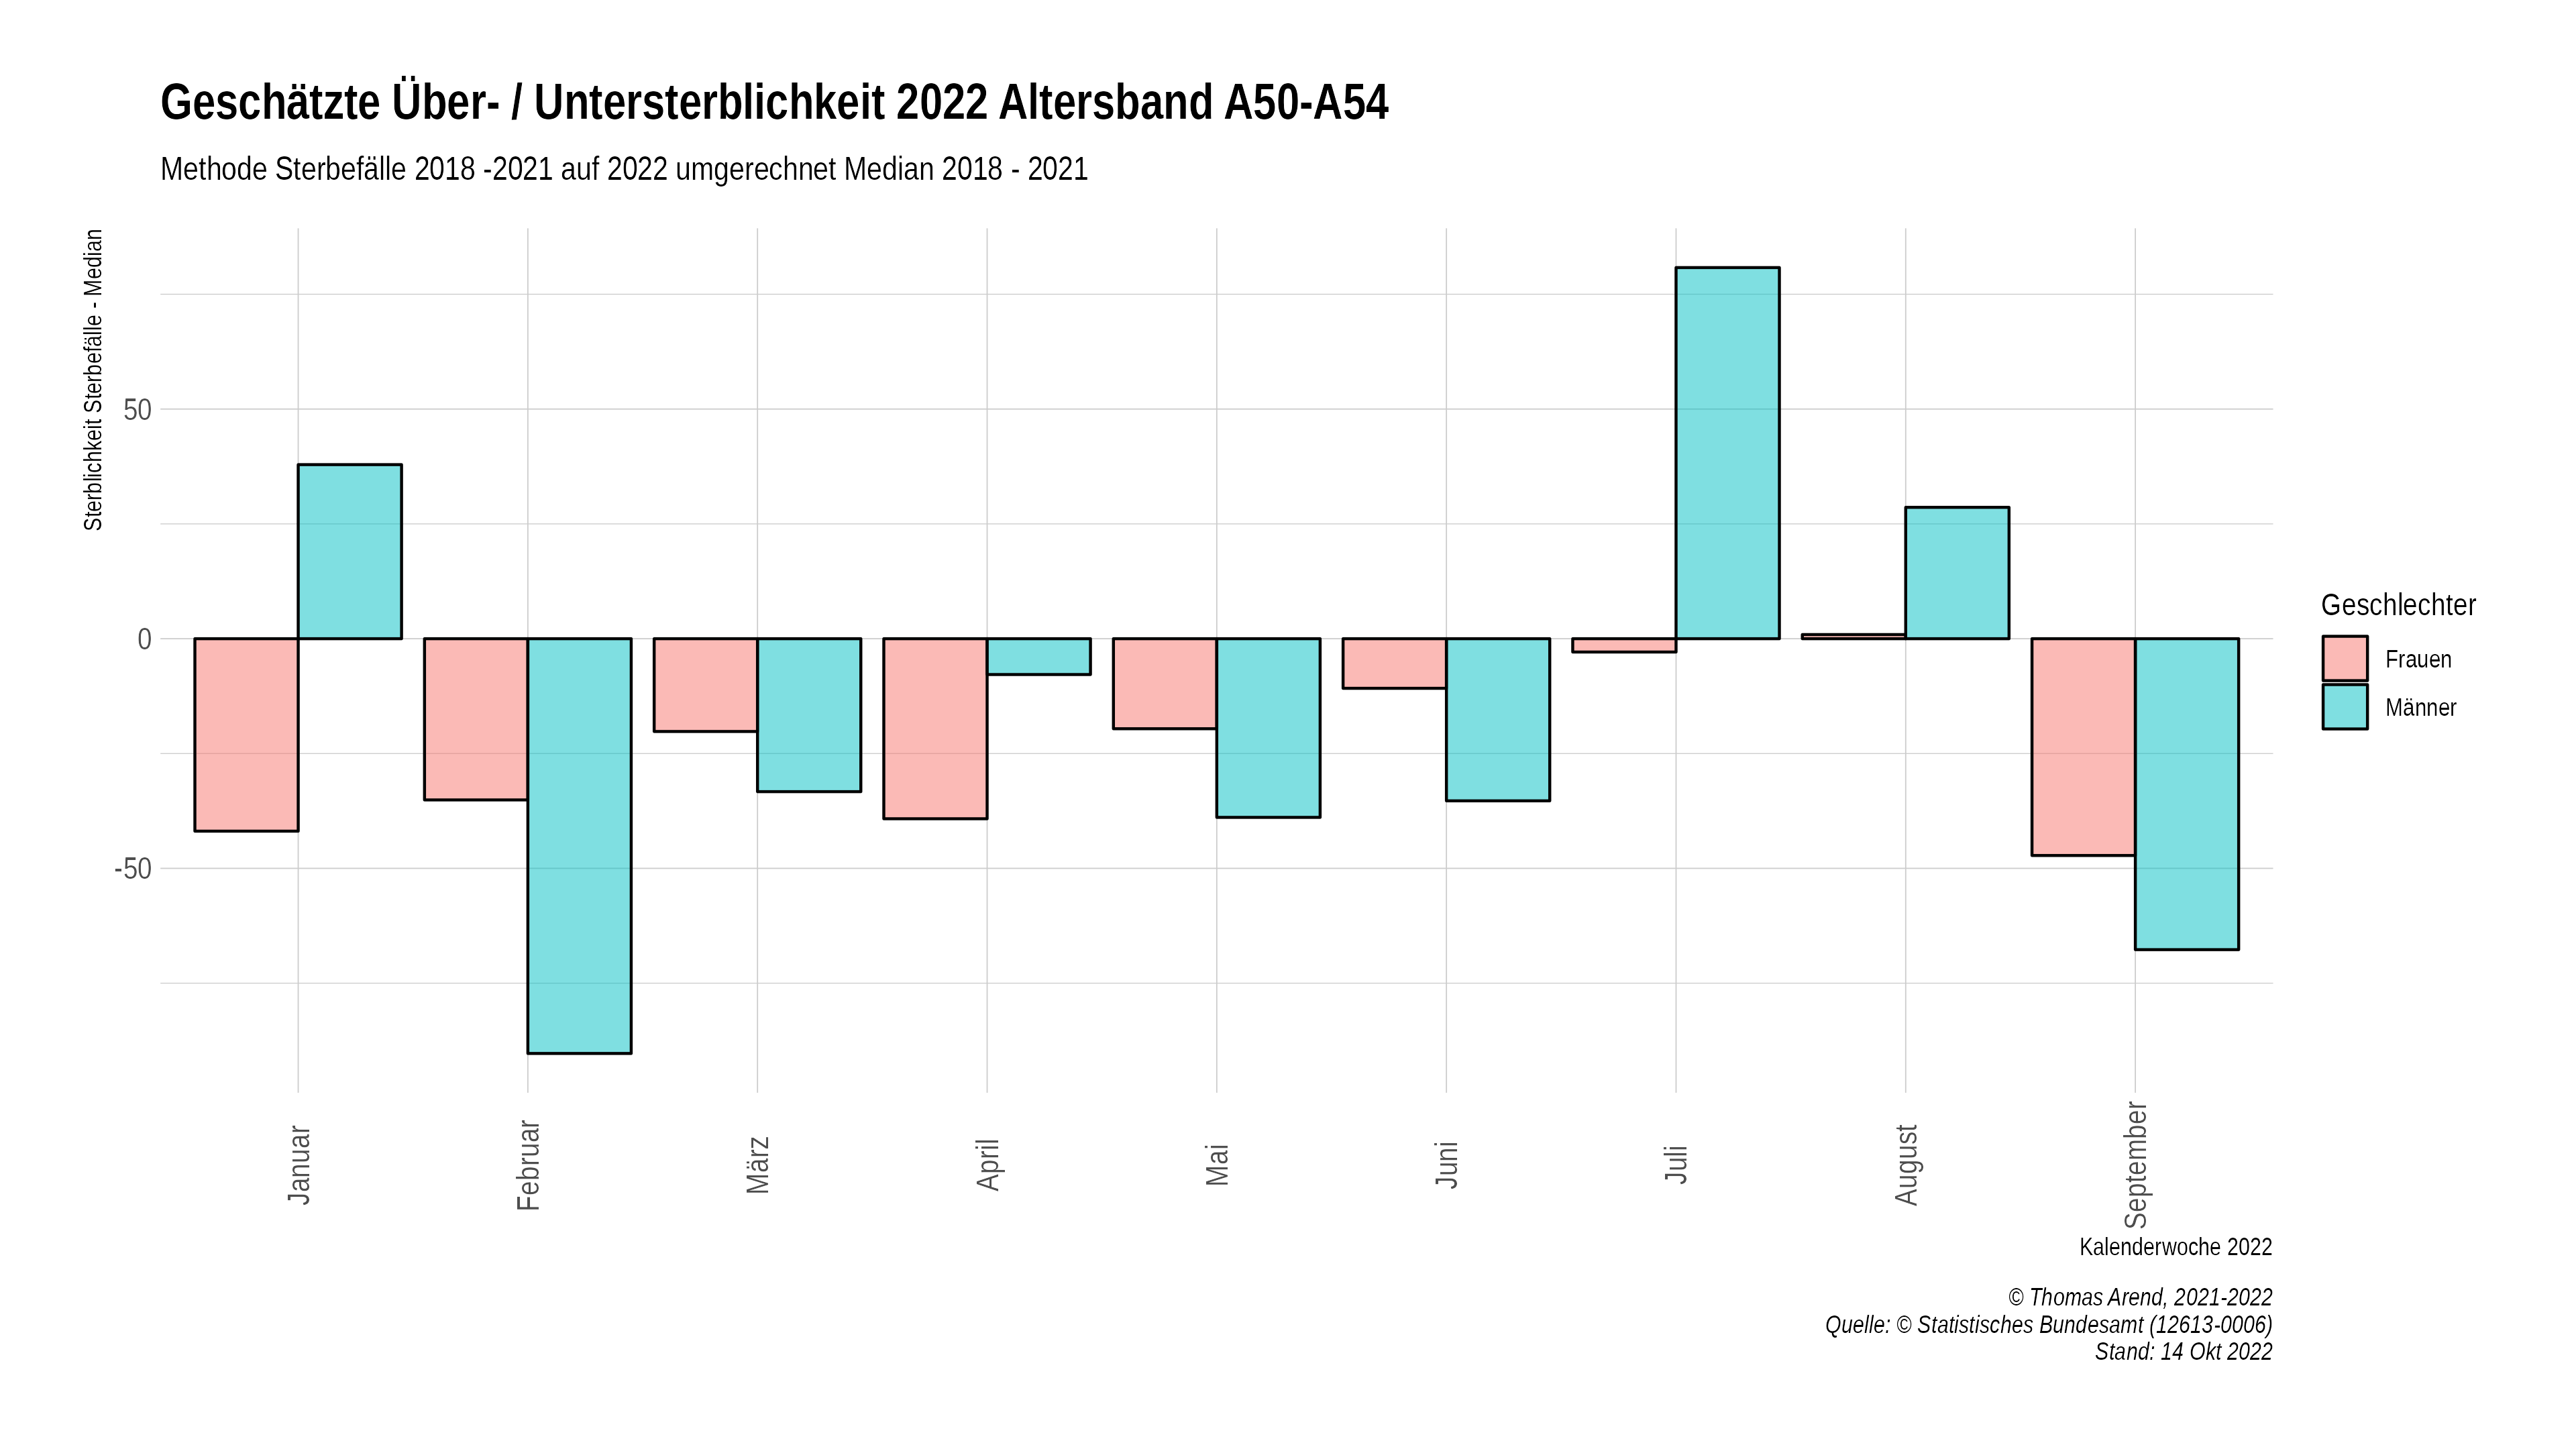 Geschätzte Über- / Untersterblichkeit 2022 Altersband A50-A54
Methode Sterbefälle 2018 -2021 auf 2022 umgerechnet Median 2018 - 2021
Sterblichkeit Sterbefälle - Median
50
0
-50
Januar
Februar
März
April
Mai
Juni
Juli
August
September
Kalenderwoche 2022
Geschlechter
Frauen
Männer
© Thomas Arend, 2021-2022
Quelle: © Statistisches Bundesamt (12613-0006)
Stand: 14 Okt 2022